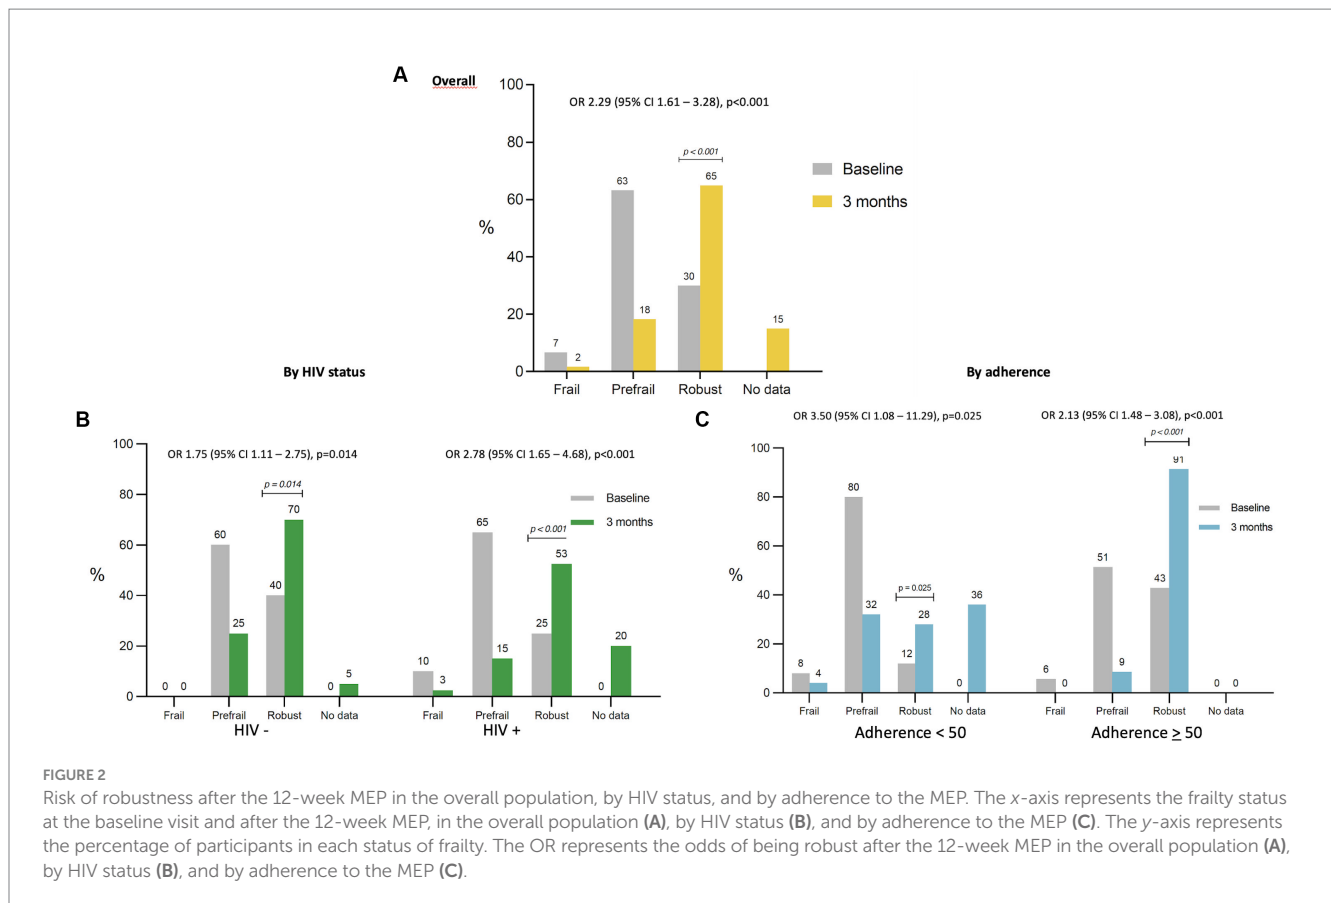 A Overall
OR 2.29 (95% CI 1.61 – 3.28), p<0.001
100
80
60
40
20
0
%
p < 0.001
7
2
63
18
30
65
15
Frail Prefrail Robust No data
Baseline
3 months
By HIV status
By adherence
B
OR 1.75 (95% CI 1.11 – 2.75), p=0.014
OR 2.78 (95% CI 1.65 – 4.68), p<0.001
100
80
60
40
20
0
%
p = 0.014
0 0
60
25
40
70
0
5
p < 0.001
10
3
65
15
25
53
0
20
Baseline
3 months
Frail Prefrail Robust No data
Frail Prefrail Robust No data
HIV -
HIV +
C
OR 3.50 (95% CI 1.08 – 11.29), p=0.025
OR 2.13 (95% CI 1.48 – 3.08), p<0.001
100
80
60
40
20
0
%
8
4
80
32
p = 0.025
12
28
0
36
p < 0.001
6
0
51
9
43
91
0 0
Baseline
3 months
Frail Prefrail Robust No data
Frail Prefrail Robust No data
Adherence < 50
Adherence ≥ 50
FIGURE 2
Risk of robustness after the 12-week MEP in the overall population, by HIV status, and by adherence to the MEP. The x-axis represents the frailty status
at the baseline visit and after the 12-week MEP, in the overall population (A), by HIV status (B), and by adherence to the MEP (C). The y-axis represents
the percentage of participants in each status of frailty. The OR represents the odds of being robust after the 12-week MEP in the overall population (A),
by HIV status (B), and by adherence to the MEP (C).